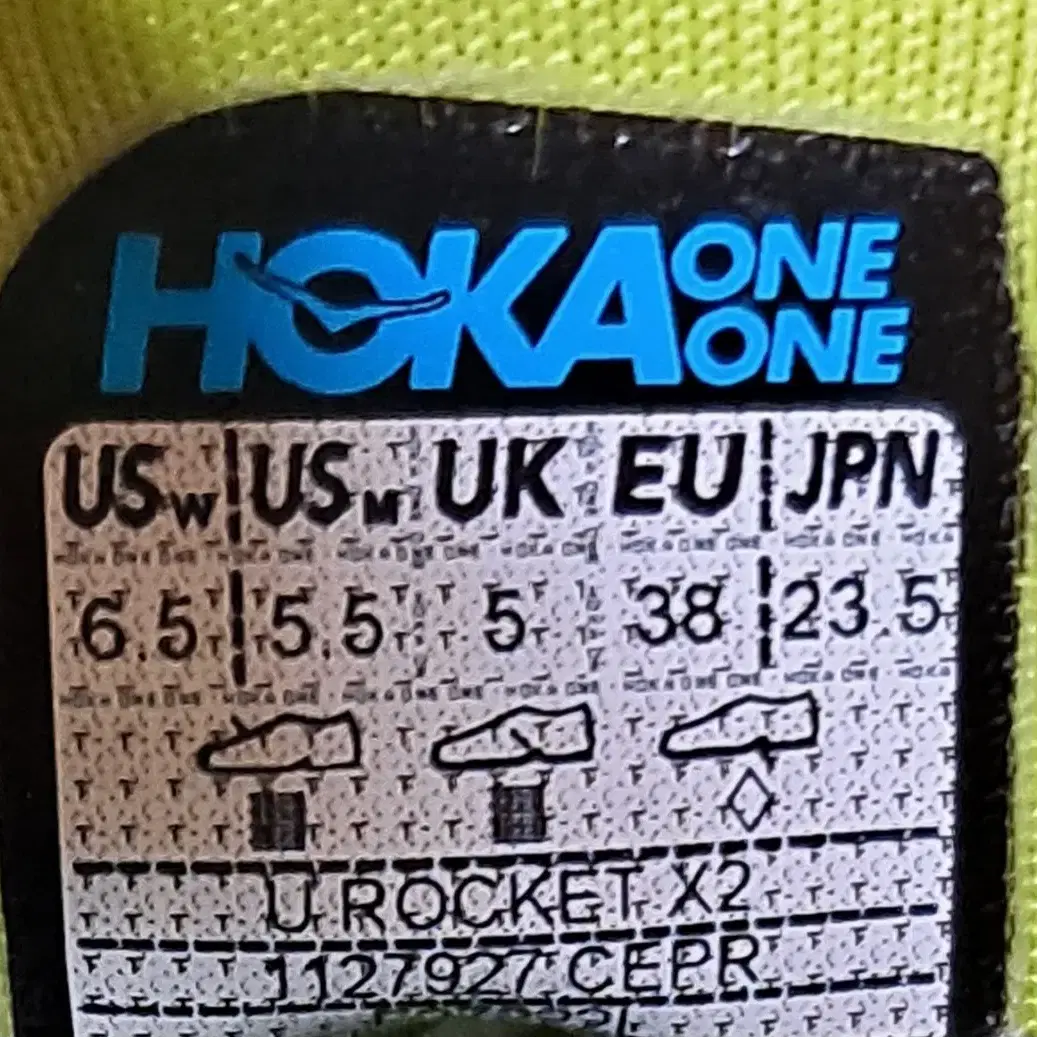 HOKA ONE ONE
USW USM UK EU JPN
6.5 5.5 5 38 23.5
U ROCKET X2
1127927 CEPR